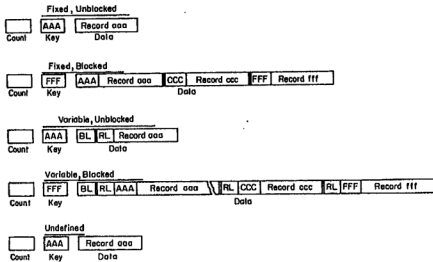 Fixed, Unblocked
AAA Record aaa
Count Key Data
Fixed, Blocked
FFF AAA Record aaa CCC Record ccc FFF Record fff
Count Key Data
Variable, Unblocked
AAA BL RL Record aaa
Count Key Data
Variable, Blocked
FFF BL RL AAA Record aaa RL CCC Record ccc RL FFF Record fff
Count Key Data
Undefined
AAA Record aaa
Count Key Data